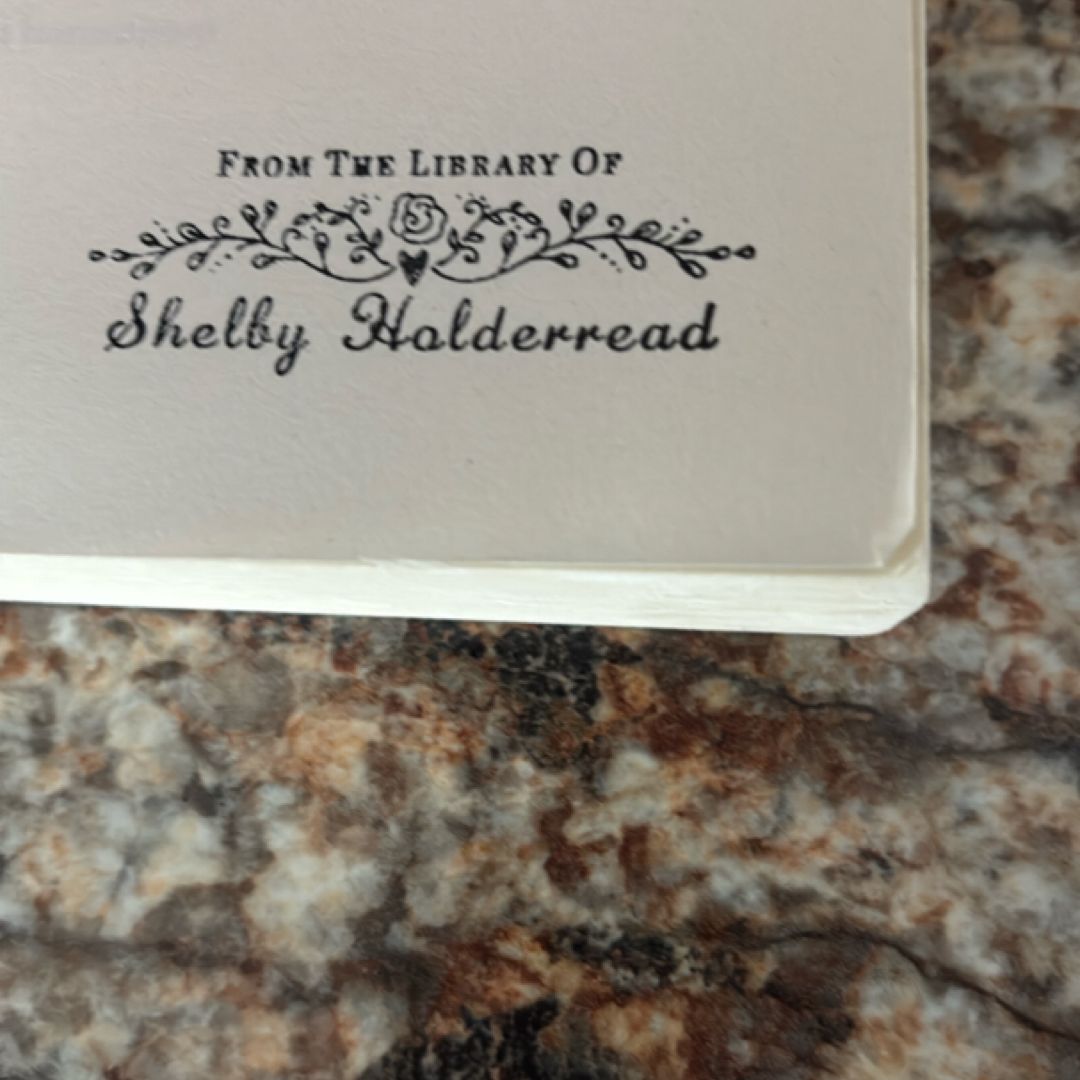 From The Library Of
Shelby Holderread